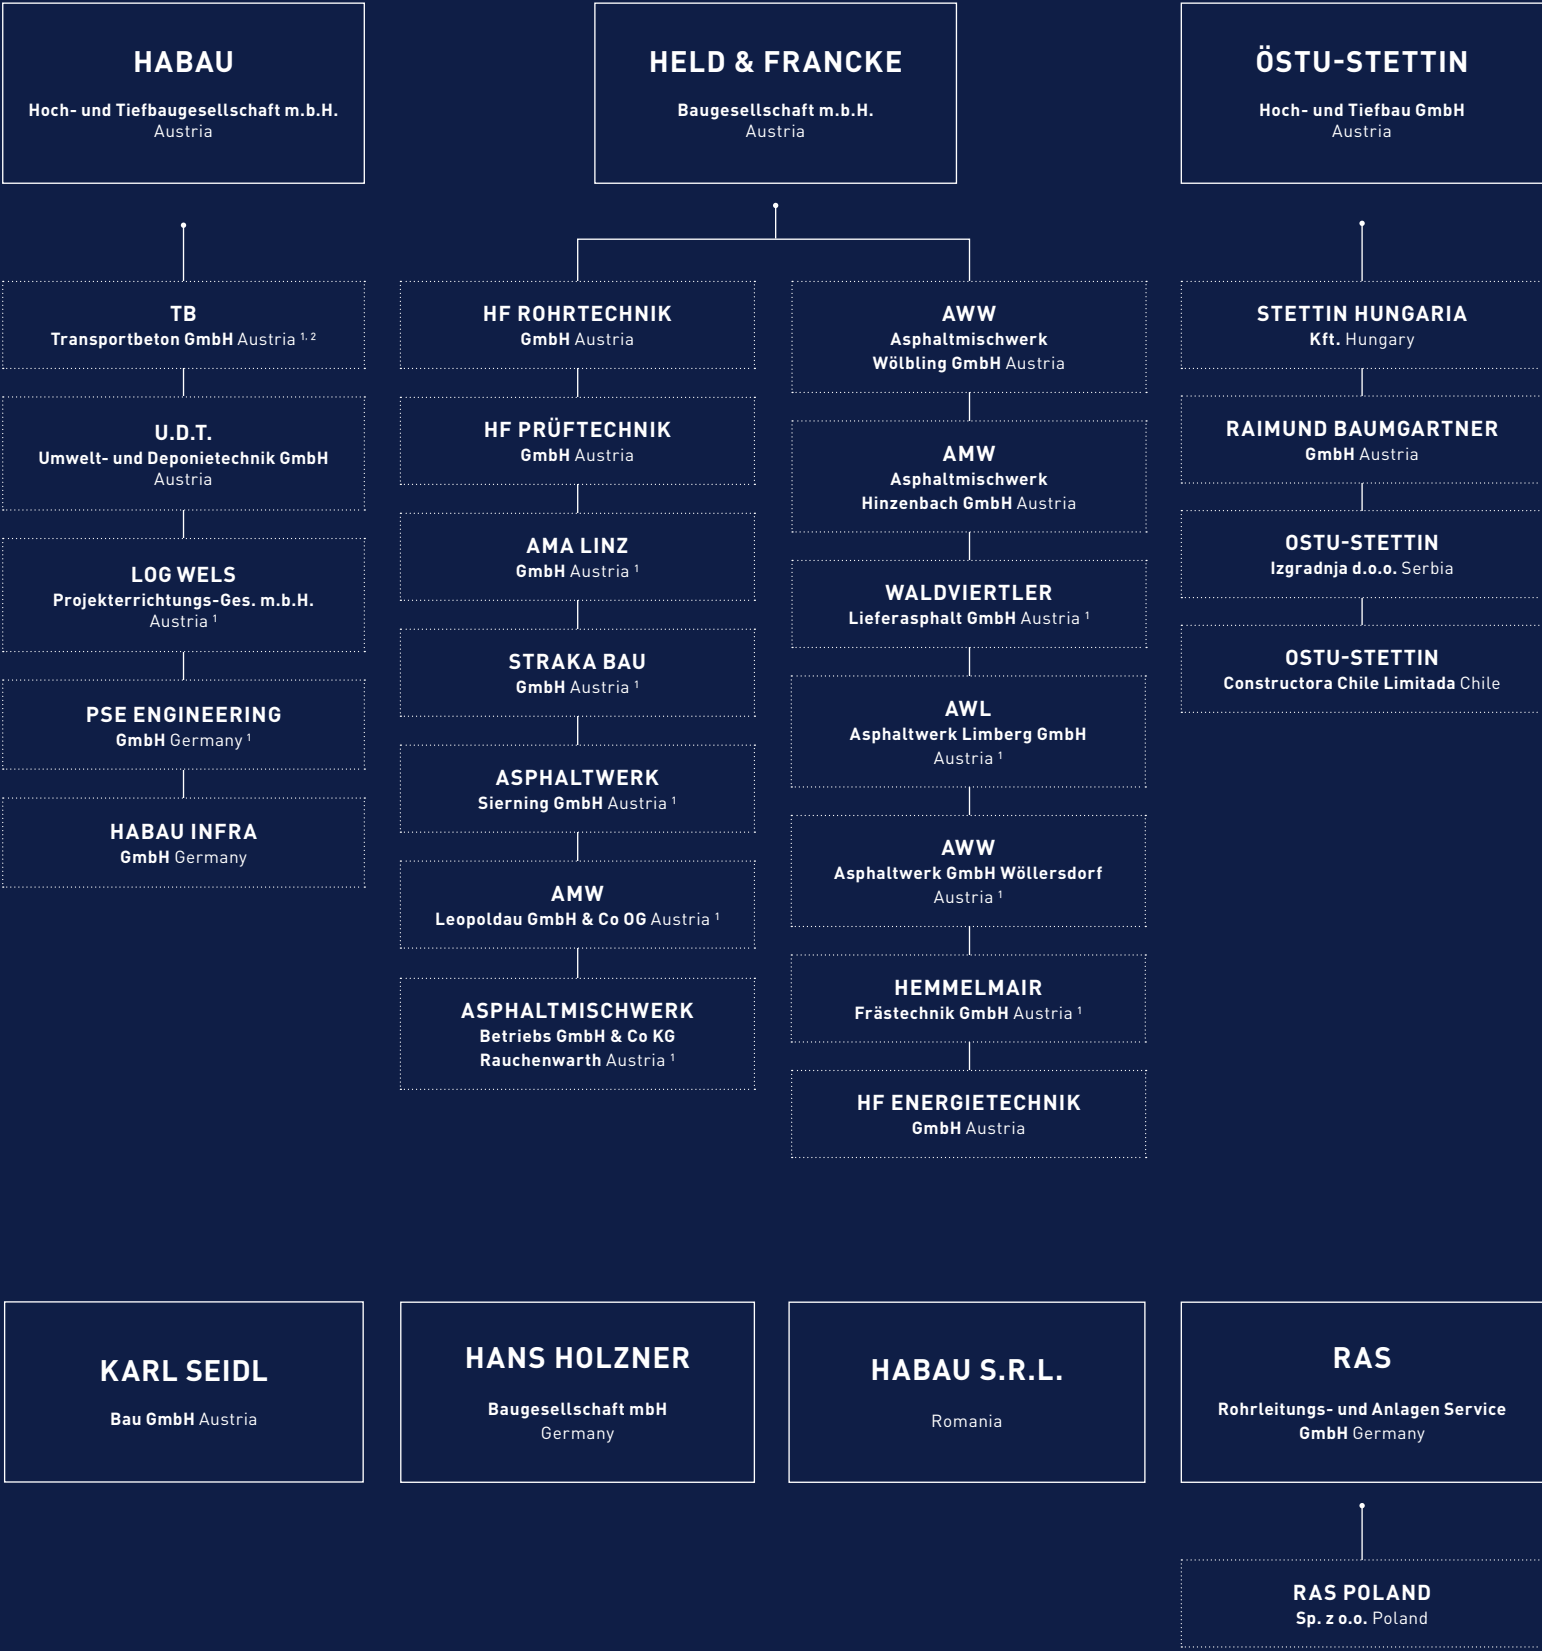 HABAU
Hoch- und Tiefbaugesellschaft m.b.H.
Austria
HELD & FRANCKE
Baugesellschaft m.b.H.
Austria
ÖSTU-STETTIN
Hoch- und Tiefbau GmbH
Austria
TB
Transportbeton GmbH Austria ¹, ²
U.D.T.
Umwelt- und Deponietechnik GmbH
Austria
LOG WELS
Projekterrichtungs-Ges. m.b.H.
Austria ¹
PSE ENGINEERING
GmbH Germany ¹
HABAU INFRA
GmbH Germany
HF ROHRTECHNIK
GmbH Austria
HF PRÜFTECHNIK
GmbH Austria
AMA LINZ
GmbH Austria ¹
STRAKA BAU
GmbH Austria ¹
ASPHALTWERK
Sierning GmbH Austria ¹
AMW
Leopoldau GmbH & Co OG Austria ¹
ASPHALTMISCHWERK
Betriebs GmbH & Co KG
Rauchenwarth Austria ¹
AWW
Asphaltmischwerk
Wölbling GmbH Austria
AMW
Asphaltmischwerk
Hinzenbach GmbH Austria
WALDVIERTLER
Lieferasphalt GmbH Austria ¹
AWL
Asphaltwerk Limberg GmbH
Austria ¹
AWW
Asphaltwerk GmbH Wöllersdorf
Austria ¹
HEMMELMAIR
Frästechnik GmbH Austria ¹
HF ENERGIETECHNIK
GmbH Austria
STETTIN HUNGARIA
Kft. Hungary
RAIMUND BAUMGARTNER
GmbH Austria
OSTU-STETTIN
Izgradnja d.o.o. Serbia
OSTU-STETTIN
Constructora Chile Limitada Chile
KARL SEIDL
Bau GmbH Austria
HANS HOLZNER
Baugesellschaft mbH
Germany
HABAU S.R.L.
Romania
RAS
Rohrleitungs- und Anlagen Service
GmbH Germany
RAS POLAND
Sp. z o.o. Poland